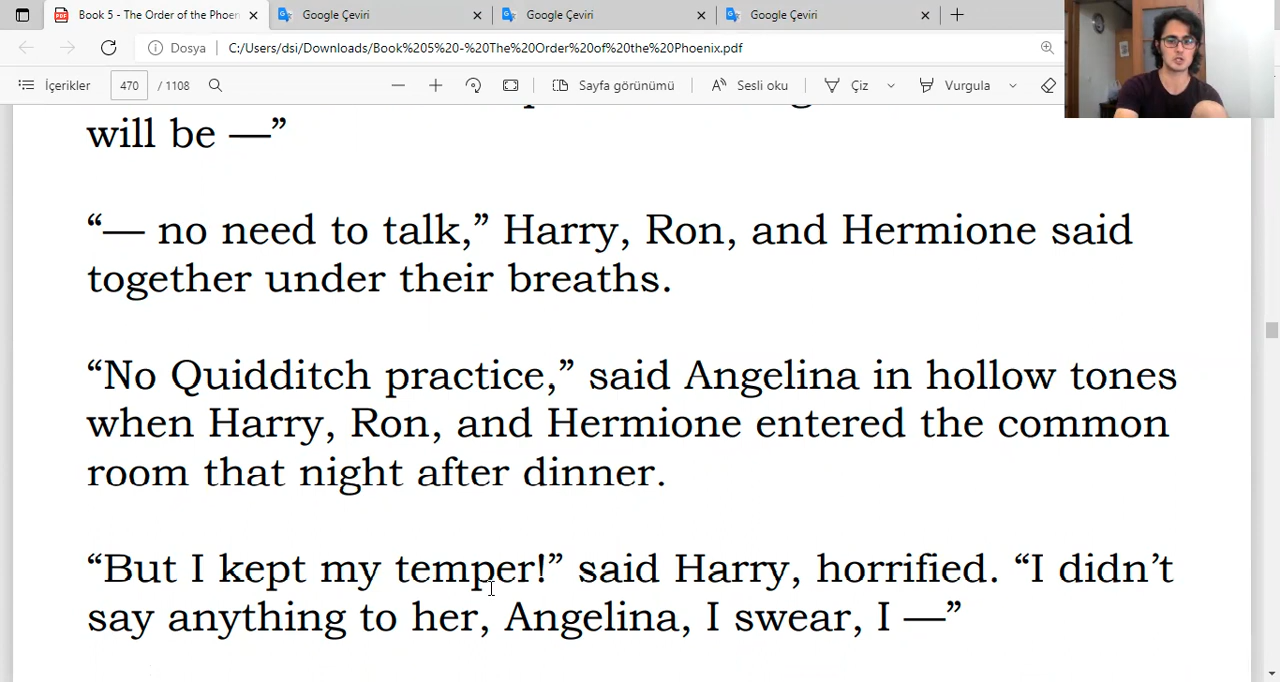 Book 5 - The Order of the Phoen
Google Çeviri
Google Çeviri
Google Çeviri
Dosya
C:/Users/dsi/Downloads/Book%205%20-%20The%20Order%20of%20the%20Phoenix.pdf
İçerikler
470
/ 1108
Sayfa görünümü
Sesli oku
Çiz
Vurgula
will be —”
“— no need to talk,” Harry, Ron, and Hermione said
together under their breaths.
“No Quidditch practice,” said Angelina in hollow tones
when Harry, Ron, and Hermione entered the common
room that night after dinner.
“But I kept my temper!” said Harry, horrified. “I didn’t
say anything to her, Angelina, I swear, I —”